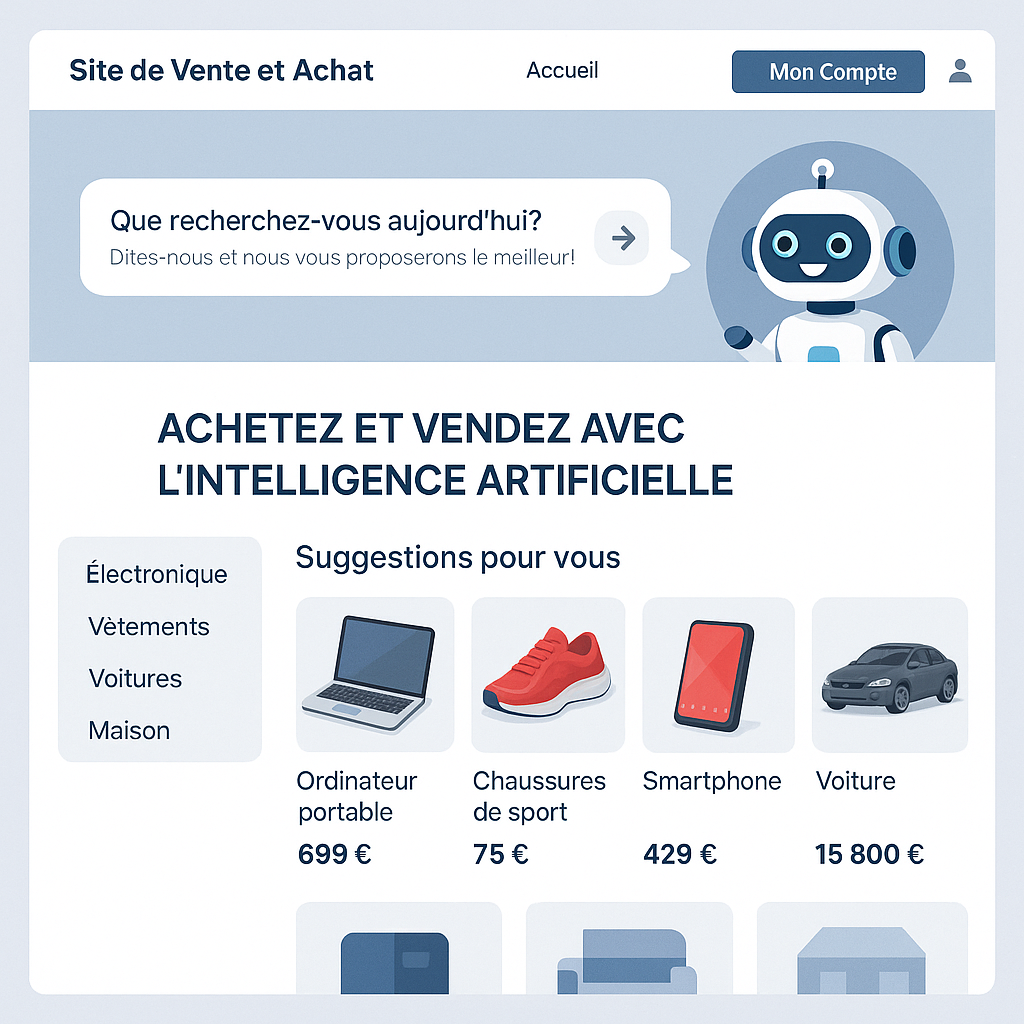 Site de Vente et Achat
Accueil
Mon Compte
Que recherchez-vous aujourd'hui?
Dites-nous et nous vous proposerons le meilleur!
ACHETEZ ET VENDEZ AVEC
L'INTELLIGENCE ARTIFICIELLE
Électronique
Vètements
Voitures
Maison
Suggestions pour vous
Ordinateur
portable
699 €
Chaussures
de sport
75 €
Smartphone
429 €
Voiture
15 800 €